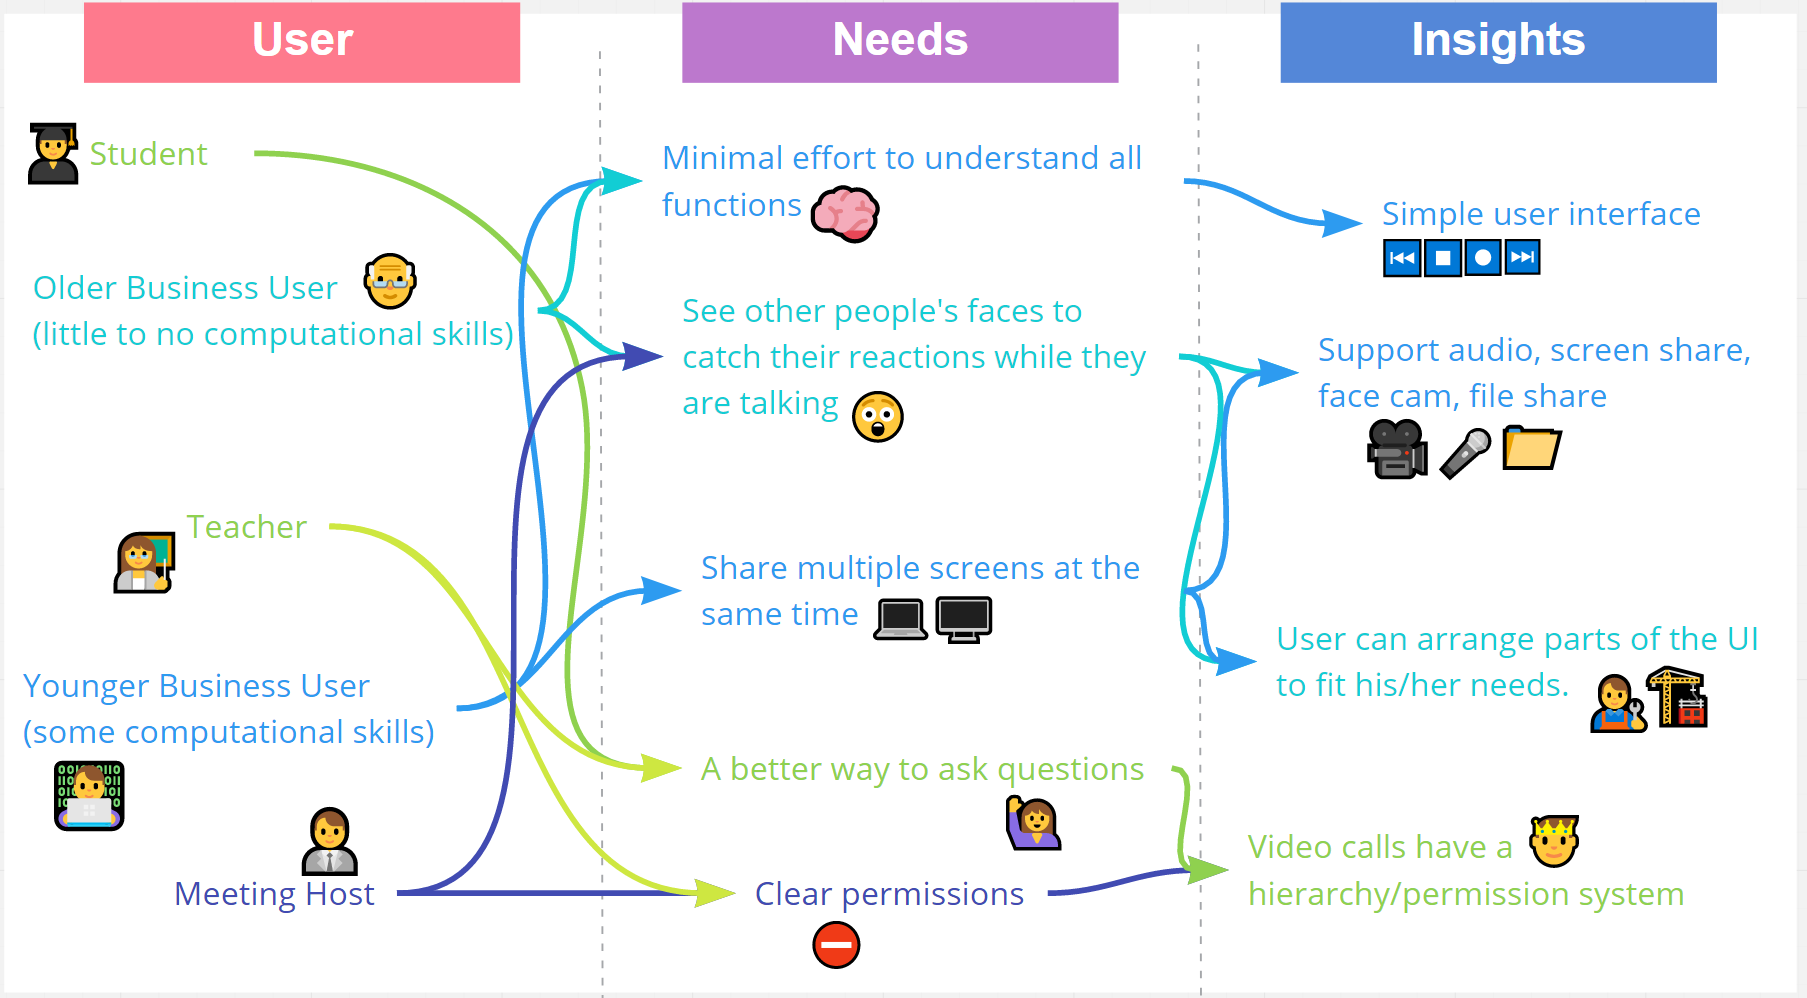 User
Needs
Insights
Student
Older Business User
(little to no computational skills)
Teacher
Younger Business User
(some computational skills)
Meeting Host
Minimal effort to understand all
functions
See other people's faces to
catch their reactions while they
are talking
Share multiple screens at the
same time
A better way to ask questions
Clear permissions
Simple user interface
Support audio, screen share,
face cam, file share
User can arrange parts of the UI
to fit his/her needs.
Video calls have a
hierarchy/permission system